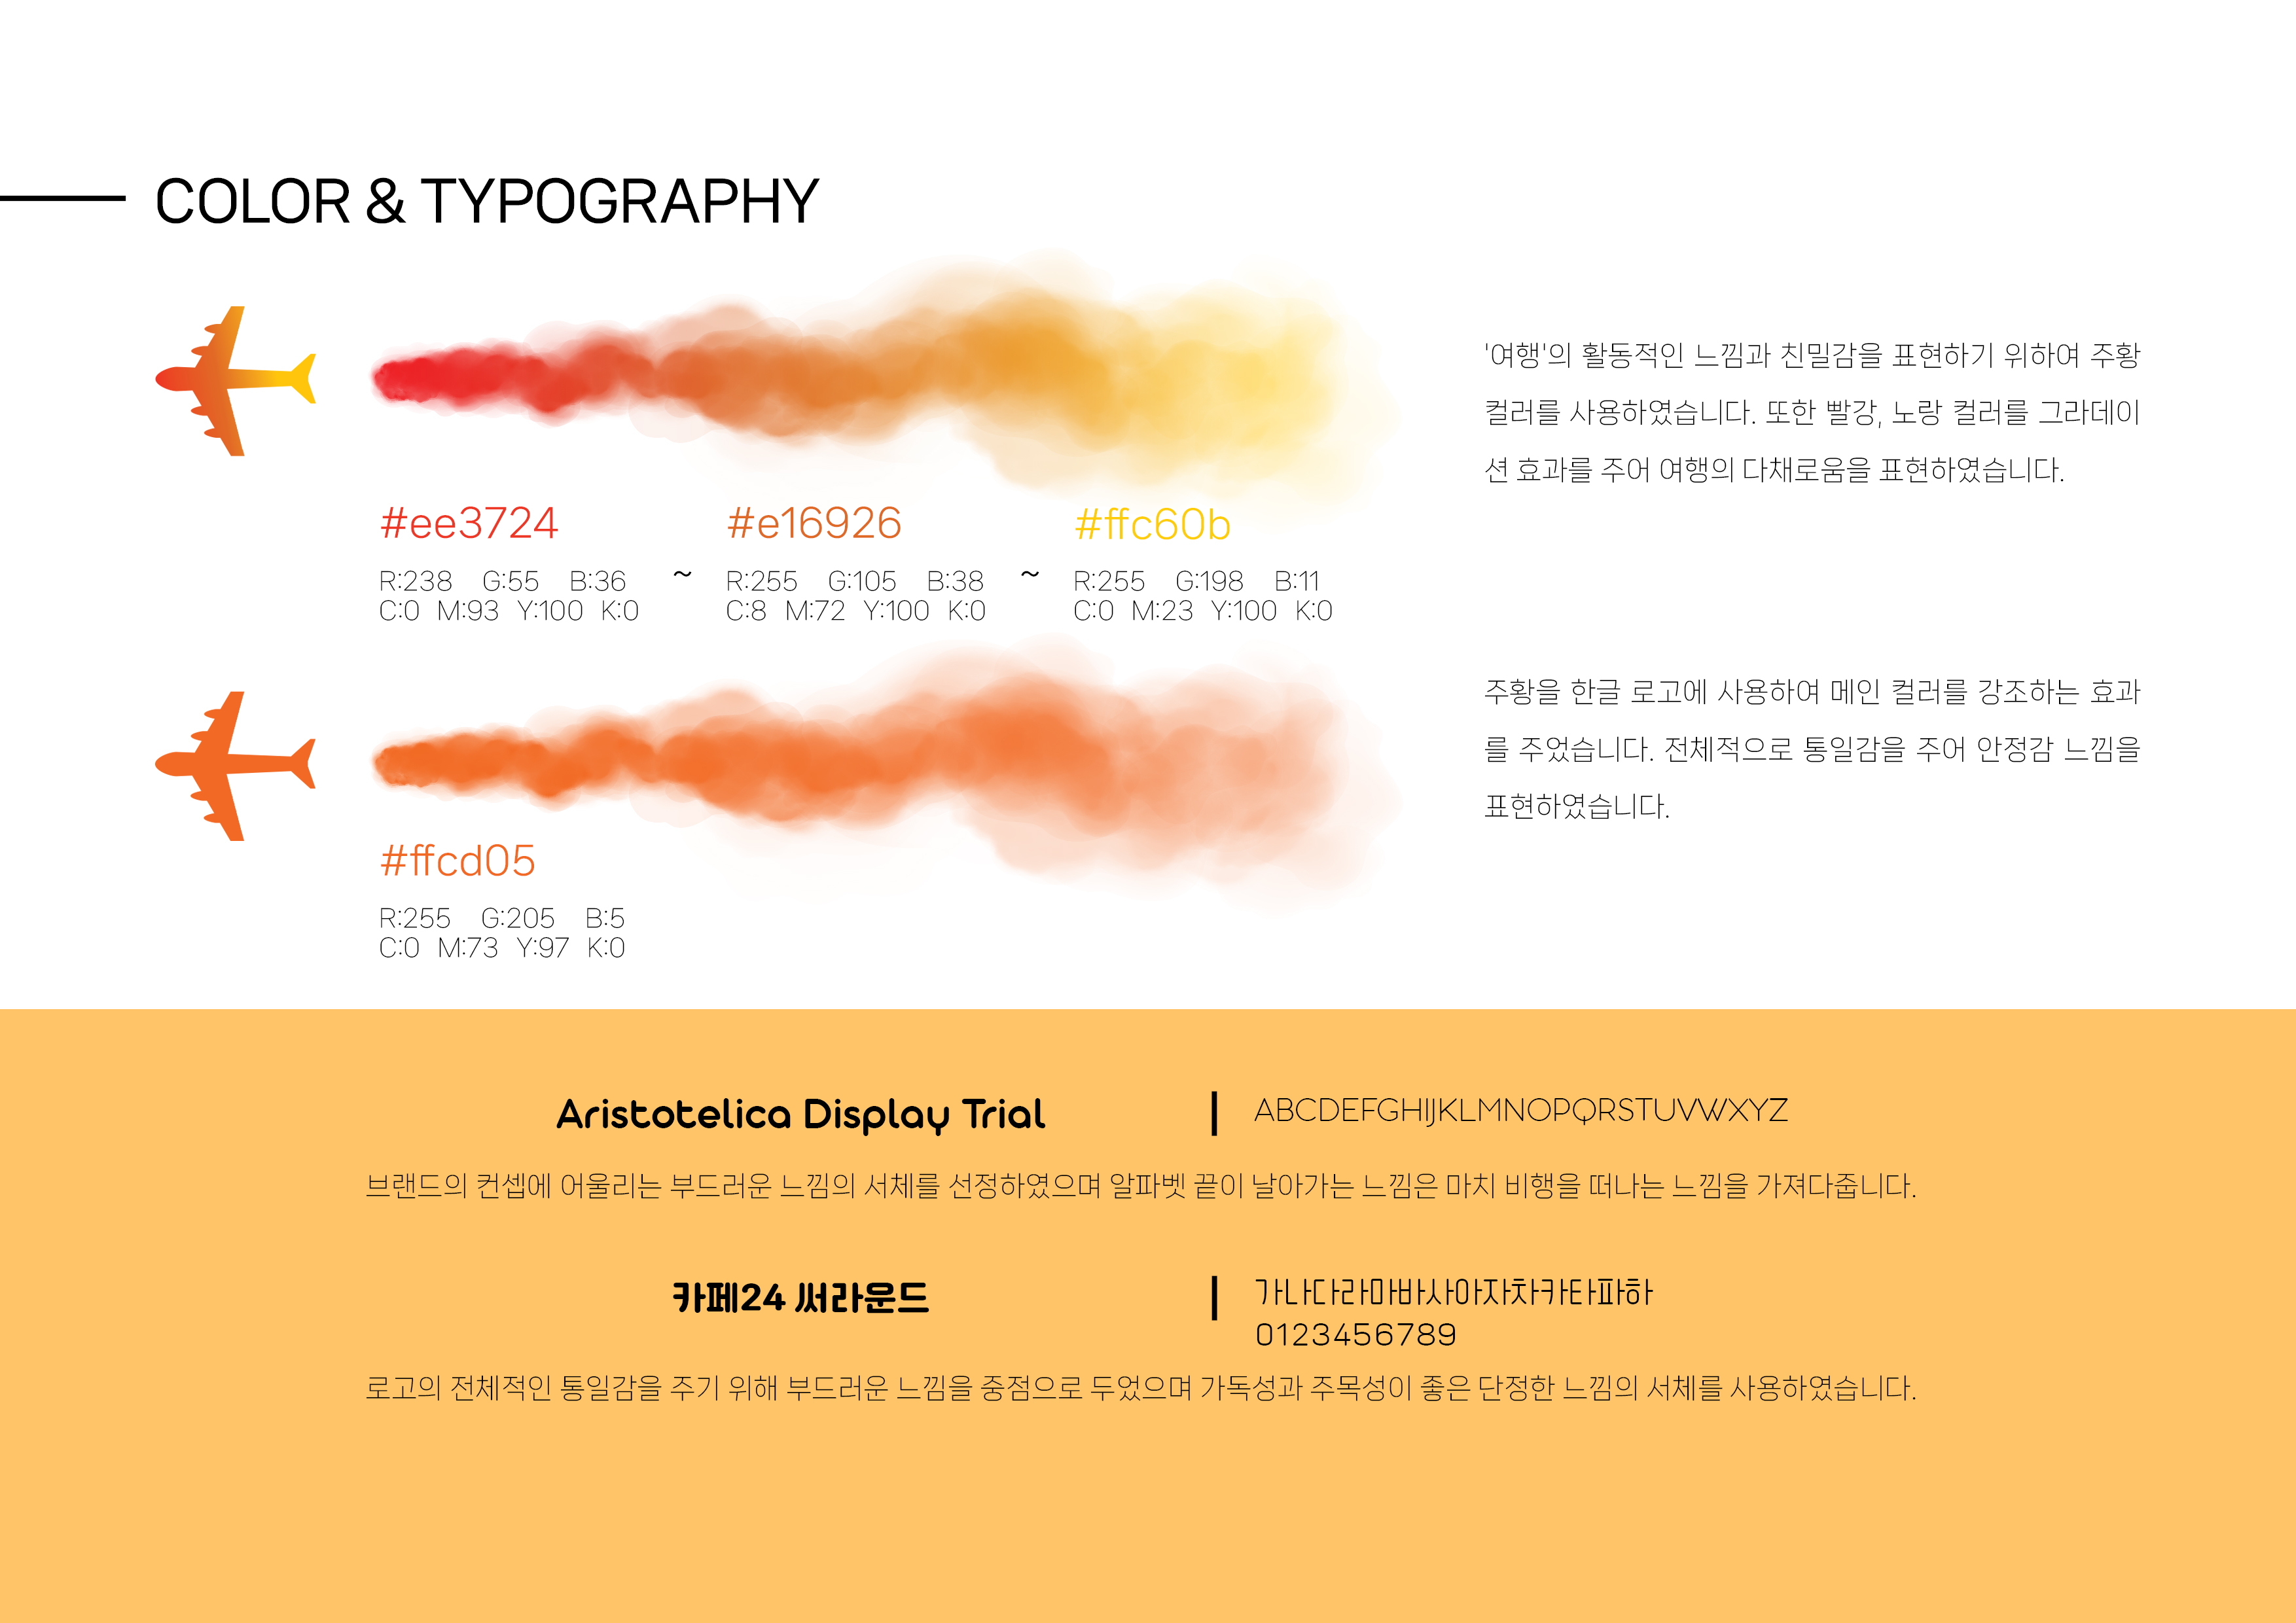 COLOR & TYPOGRAPHY
'여행'의 활동적인 느낌과 친밀감을 표현하기 위하여 주황
컬러를 사용하였습니다. 또한 빨강, 노랑 컬러를 그라데이
션 효과를 주어 여행의 다채로움을 표현하였습니다.
#ee3724
R:238 G:55 B:36
C:0 M:93 Y:100 K:0
~
#e16926
R:255 G:105 B:38
C:8 M:72 Y:100 K:0
~
#ffc60b
R:255 G:198 B:11
C:0 M:23 Y:100 K:0
주황을 한글 로고에 사용하여 메인 컬러를 강조하는 효과
를 주었습니다. 전체적으로 통일감을 주어 안정감 느낌을
표현하였습니다.
#ffcd05
R:255 G:205 B:5
C:0 M:73 Y:97 K:0
Aristotelica Display Trial
ABCDEFGHIJKLMNOPQRSTUVWXYZ
브랜드의 컨셉에 어울리는 부드러운 느낌의 서체를 선정하였으며 알파벳 끝이 날아가는 느낌은 마치 비행을 떠나는 느낌을 가져다줍니다.
카페24 써라운드
가나다라마바사아자차카타파하
0123456789
로고의 전체적인 통일감을 주기 위해 부드러운 느낌을 중점으로 두었으며 가독성과 주목성이 좋은 단정한 느낌의 서체를 사용하였습니다.